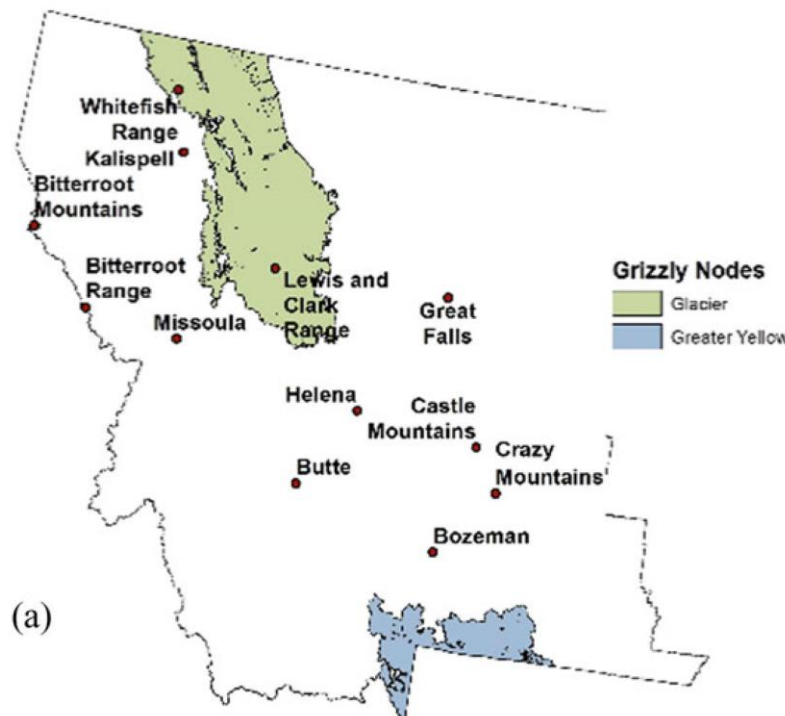 Whitefish
Range
Kalispell
Bitterroot
Mountains
Bitterroot
Range
Missoula
Lewis and
Clark
Range
Great
Falls
Grizzly Nodes
Glacier
Greater Yellow
Helena
Castle
Mountains
Crazy
Mountains
Butte
Bozeman
(a)